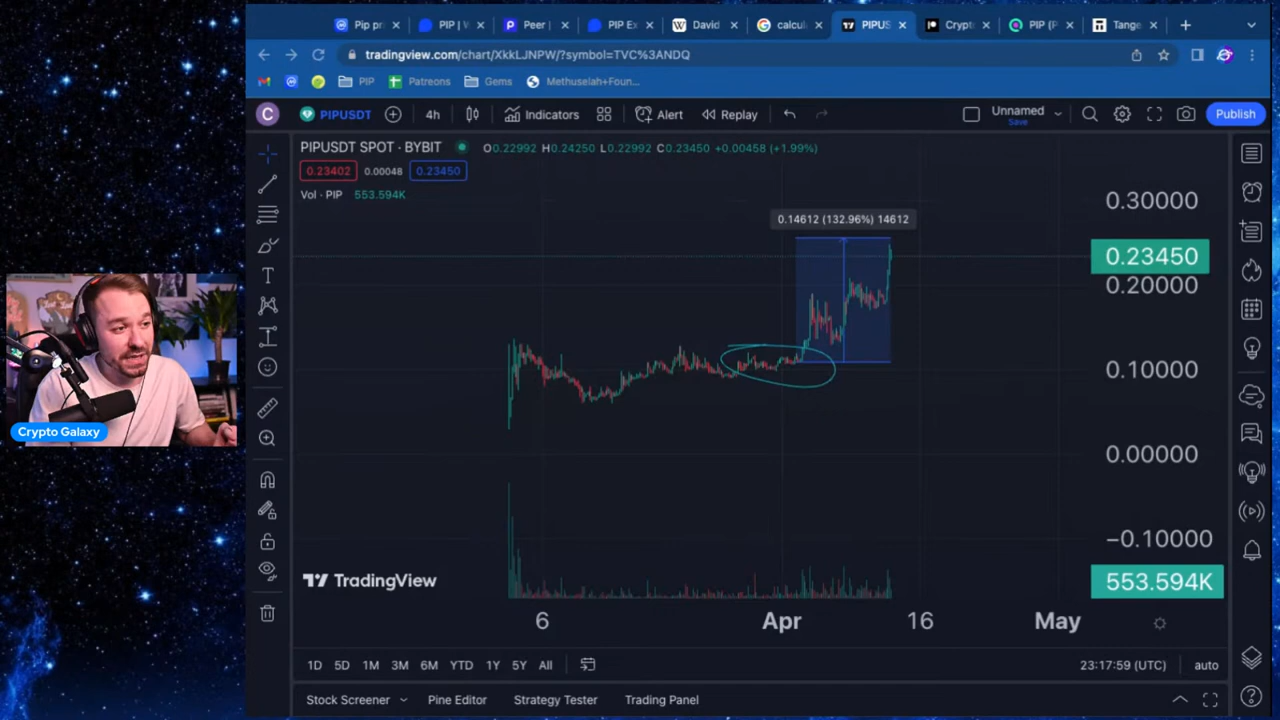 Pip pr
PIP | W
Peer |
PIP Ex
David
calcul
PIPUS
Crypto
PIP (P
Tange
tradingview.com/chart/XkkLJNPW/?symbol=TVC%3ANDQ
PIP
Patreons
Gems
Methuselah+Foun...
C
PIPUSDT
4h
Indicators
Alert
Replay
Unnamed
Save
Publish
PIPUSDT SPOT · BYBIT
O0.22992 H0.24250 L0.22992 C0.23450 +0.00458 (+1.99%)
0.23402
0.00048
0.23450
Vol · PIP 553.594K
0.14612 (132.96%) 14612
0.30000
0.23450
0.20000
0.10000
0.00000
−0.10000
553.594K
Crypto Galaxy
TradingView
6
Apr
16
May
1D 5D 1M 3M 6M YTD 1Y 5Y All
23:17:59 (UTC)
auto
Stock Screener
Pine Editor
Strategy Tester
Trading Panel